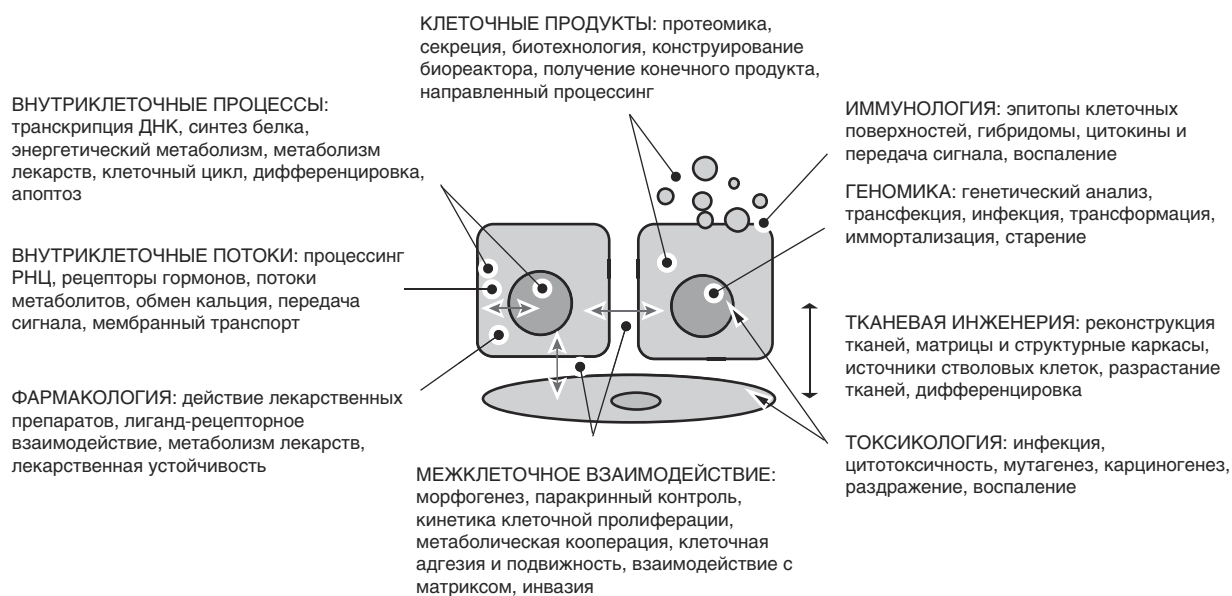 КЛЕТОЧНЫЕ ПРОДУКТЫ: протеомика,
секреция, биотехнология, конструирование
биореактора, получение конечного продукта,
направленный процессинг
ВНУТРИКЛЕТОЧНЫЕ ПРОЦЕССЫ:
транскрипция ДНК, синтез белка,
энергетический метаболизм, метаболизм
лекарств, клеточный цикл, дифференцировка,
апоптоз
ВНУТРИКЛЕТОЧНЫЕ ПОТОКИ: процессинг
РНЦ, рецепторы гормонов, потоки
метаболитов, обмен кальция, передача
сигнала, мембранный транспорт
ФАРМАКОЛОГИЯ: действие лекарственных
препаратов, лиганд-рецепторное
взаимодействие, метаболизм лекарств,
лекарственная устойчивость
ИММУНОЛОГИЯ: эпитопы клеточных
поверхностей, гибридомы, цитокины и
передача сигнала, воспаление
ГЕНОМИКА: генетический анализ,
трансфекция, инфекция, трансформация,
иммортализация, старение
ТКАНЕВАЯ ИНЖЕНЕРИЯ: реконструкция
тканей, матрицы и структурные каркасы,
источники стволовых клеток, разрастание
тканей, дифференцировка
ТОКСИКОЛОГИЯ: инфекция,
цитотоксичность, мутагенез, карциногенез,
раздражение, воспаление
МЕЖКЛЕТОЧНОЕ ВЗАИМОДЕЙСТВИЕ:
морфогенез, паракринный контроль,
кинетика клеточной пролиферации,
метаболическая кооперация, клеточная
адгезия и подвижность, взаимодействие с
матриксом, инвазия